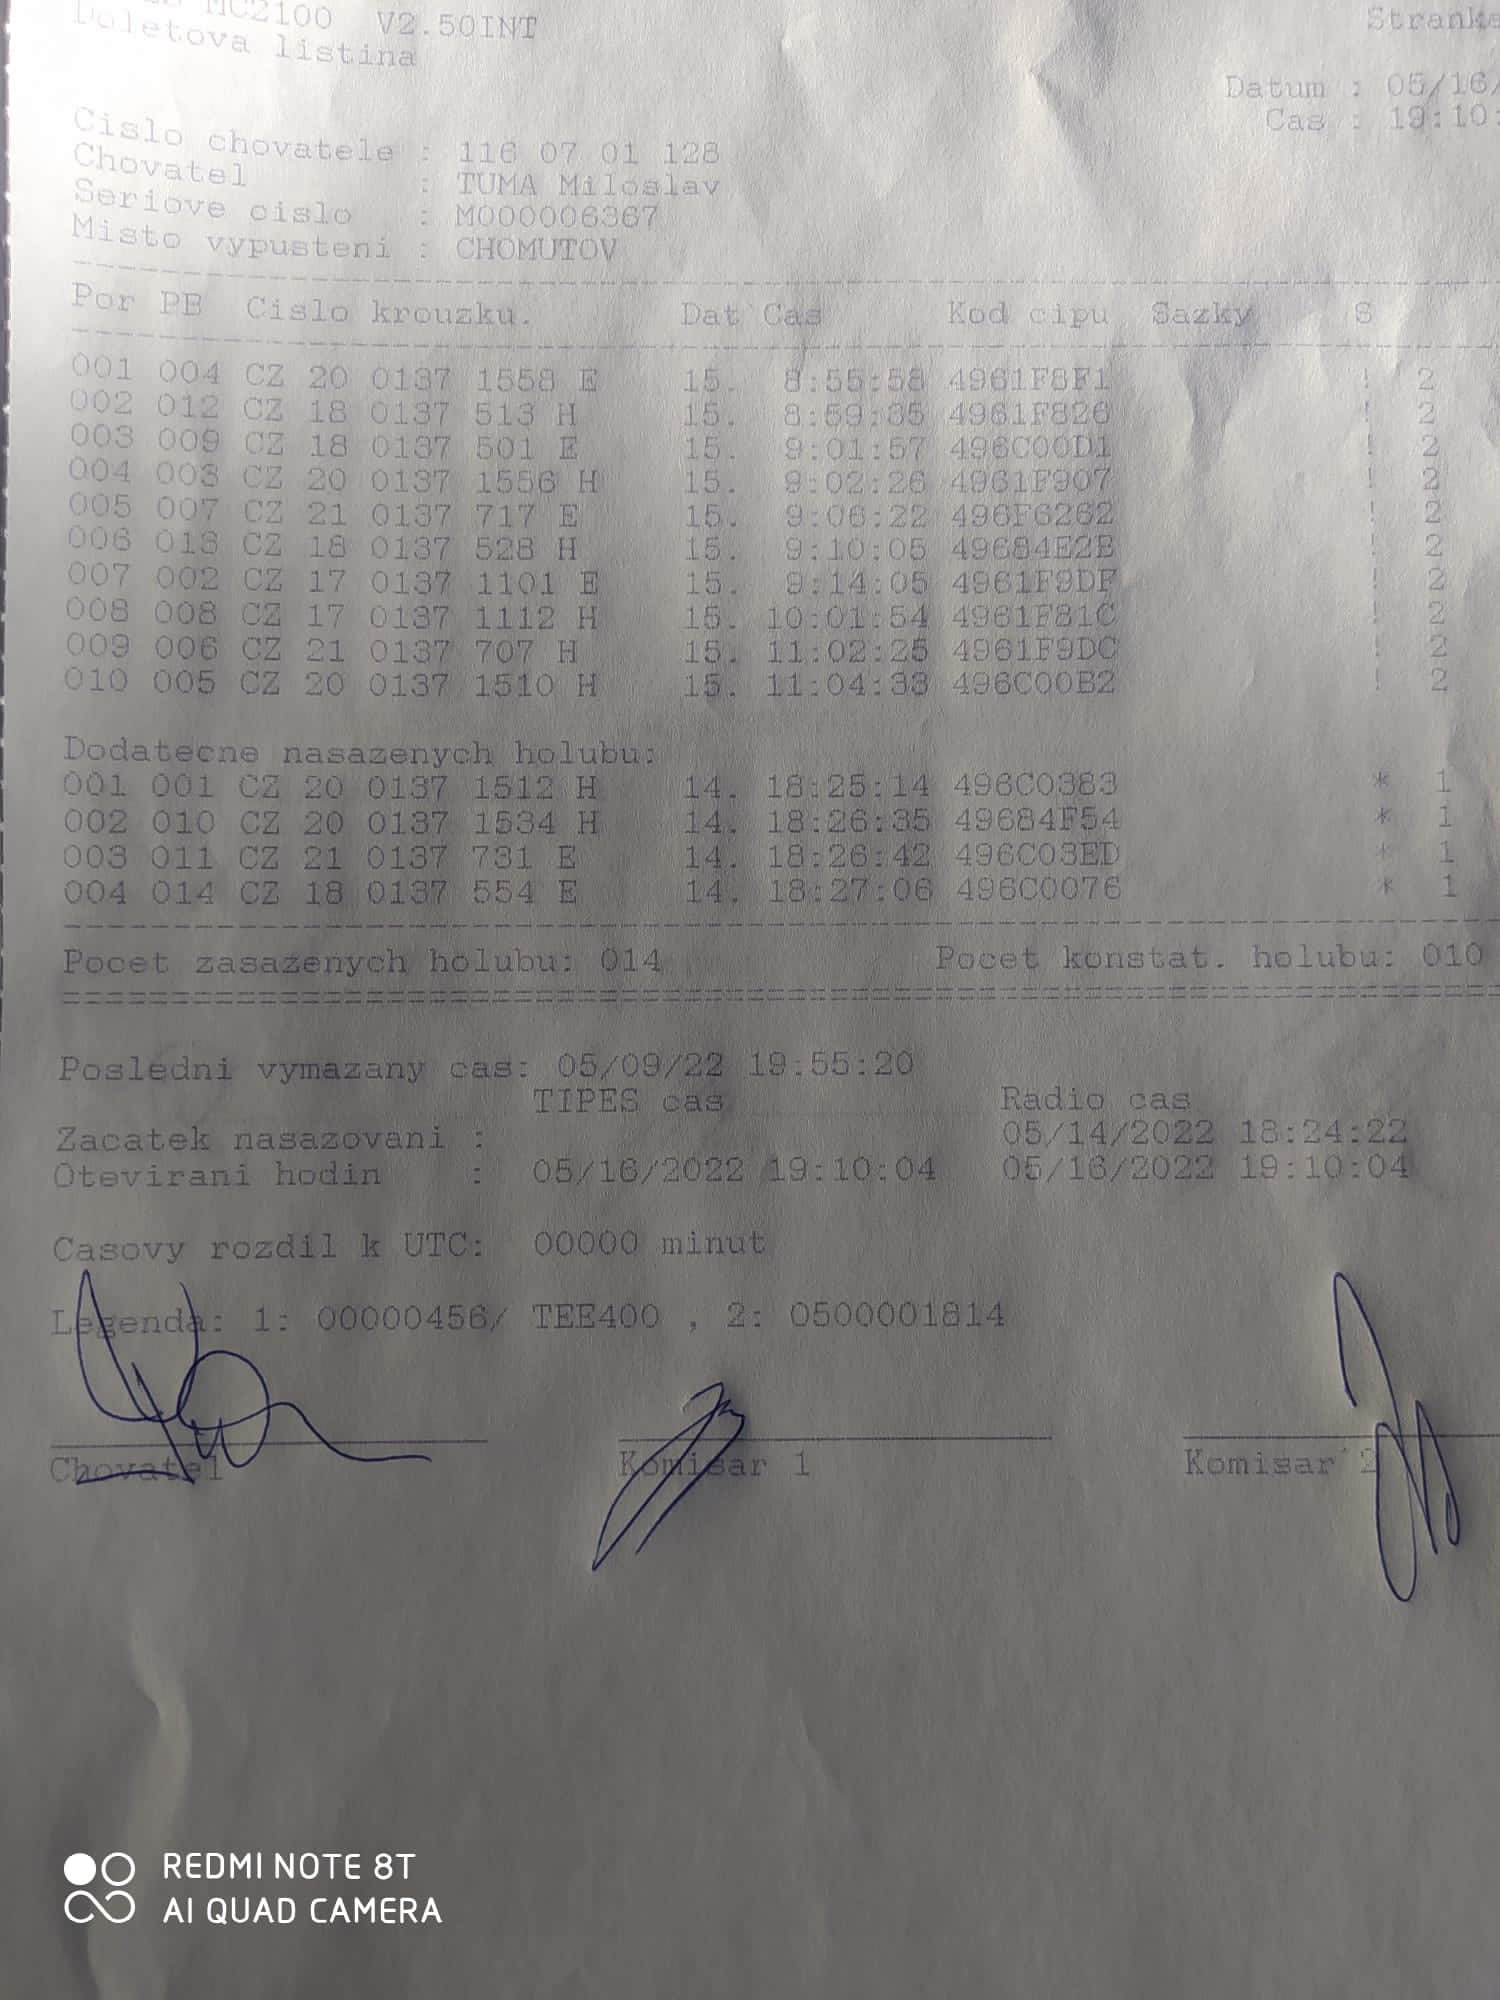 MC2100 V2.50INT
Doletova listina
Datum : 05/16/
Cas : 19:10:
Cislo chovatele : 116 07 01 128
Chovatel : TUMA Miloslav
Seriove cislo : M000006367
Misto vypusteni : CHOMUTOV
Por PB Cislo krouzku. Dat Cas Kod cipu Sazky S
001 004 CZ 20 0137 1558 E 15. 8:55:58 4961F8F1 ! 2
002 012 CZ 18 0137 513 H 15. 8:59:35 4961F826 ! 2
003 009 CZ 18 0137 501 E 15. 9:01:57 496C00D1 ! 2
004 003 CZ 20 0137 1556 H 15. 9:02:26 4961F907 ! 2
005 007 CZ 21 0137 717 E 15. 9:06:22 496F6262 ! 2
006 013 CZ 18 0137 528 H 15. 9:10:05 49684E2B ! 2
007 002 CZ 17 0137 1101 E 15. 9:14:05 4961F9DF ! 2
008 008 CZ 17 0137 1112 H 15. 10:01:54 4961F81C ! 2
009 006 CZ 21 0137 707 H 15. 11:02:25 4961F9DC ! 2
010 005 CZ 20 0137 1510 H 15. 11:04:33 496C00B2 ! 2
Dodatecne nasazenych holubu:
001 001 CZ 20 0137 1512 H 14. 18:25:14 496C0383 * 1
002 010 CZ 20 0137 1534 H 14. 18:26:35 49684F54 * 1
003 011 CZ 21 0137 731 E 14. 18:26:42 496C03ED * 1
004 014 CZ 18 0137 554 E 14. 18:27:06 496C0076 * 1
Pocet zasazenych holubu: 014 Pocet konstat. holubu: 010
Posledni vymazany cas: 05/09/22 19:55:20
TIPES cas Radio cas
Zacatek nasazovani : 05/14/2022 18:24:22
Otevirani hodin : 05/16/2022 19:10:04 05/16/2022 19:10:04
Casovy rozdil k UTC: 00000 minut
Legenda: 1: 00000456/ TEE400 , 2: 0500001814
Chovatel Komisar 1 Komisar 2
REDMI NOTE 8T
AI QUAD CAMERA